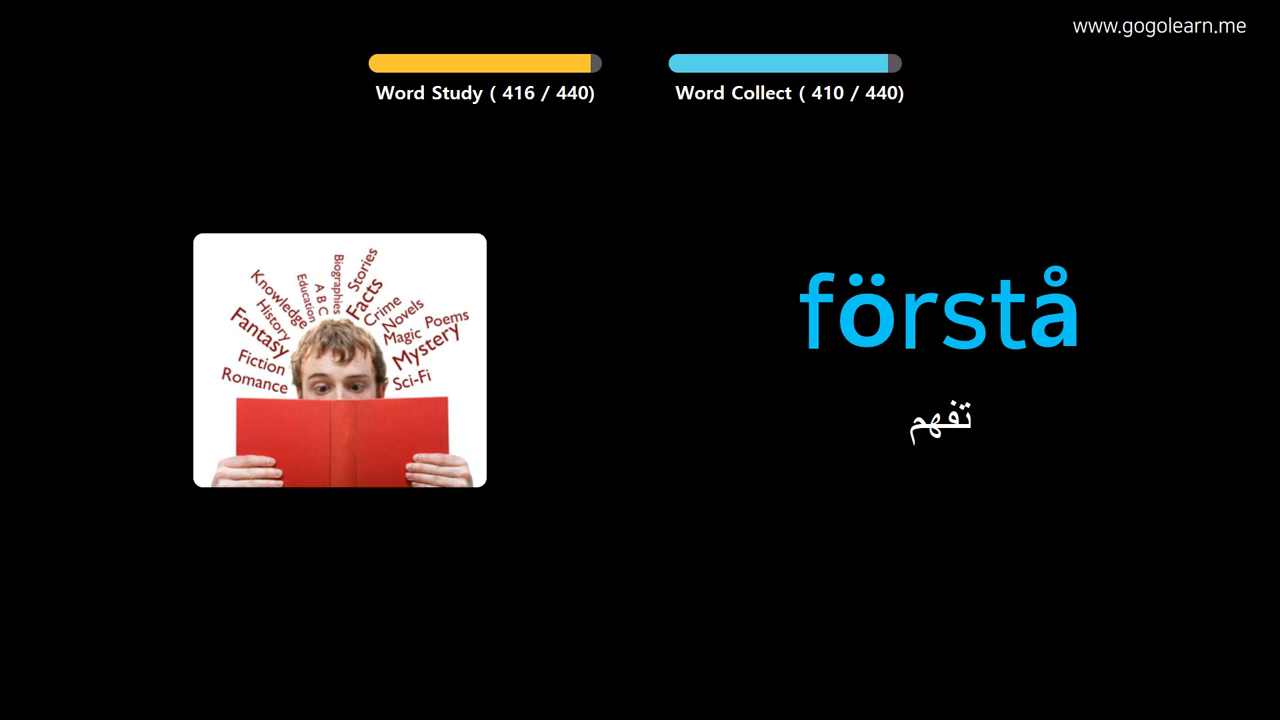 www.gogolearn.me
Word Study ( 416 / 440)
Word Collect ( 410 / 440)
förstå
تفهم
Knowledge
History
Fantasy
Fiction
Romance
Education
A B C
Biographies
Stories
Facts
Crime
Novels
Magic
Poems
Mystery
Sci-Fi